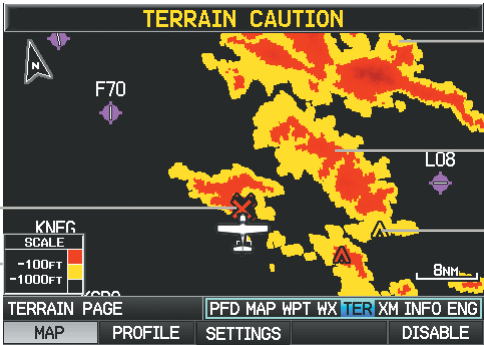 TERRAIN CAUTION
N
F70
L08
KNFG
SCALE
-100FT
-1000FT
8NM
TERRAIN PAGE
PFD MAP WPT WX TER XM INFO ENG
MAP PROFILE SETTINGS DISABLE